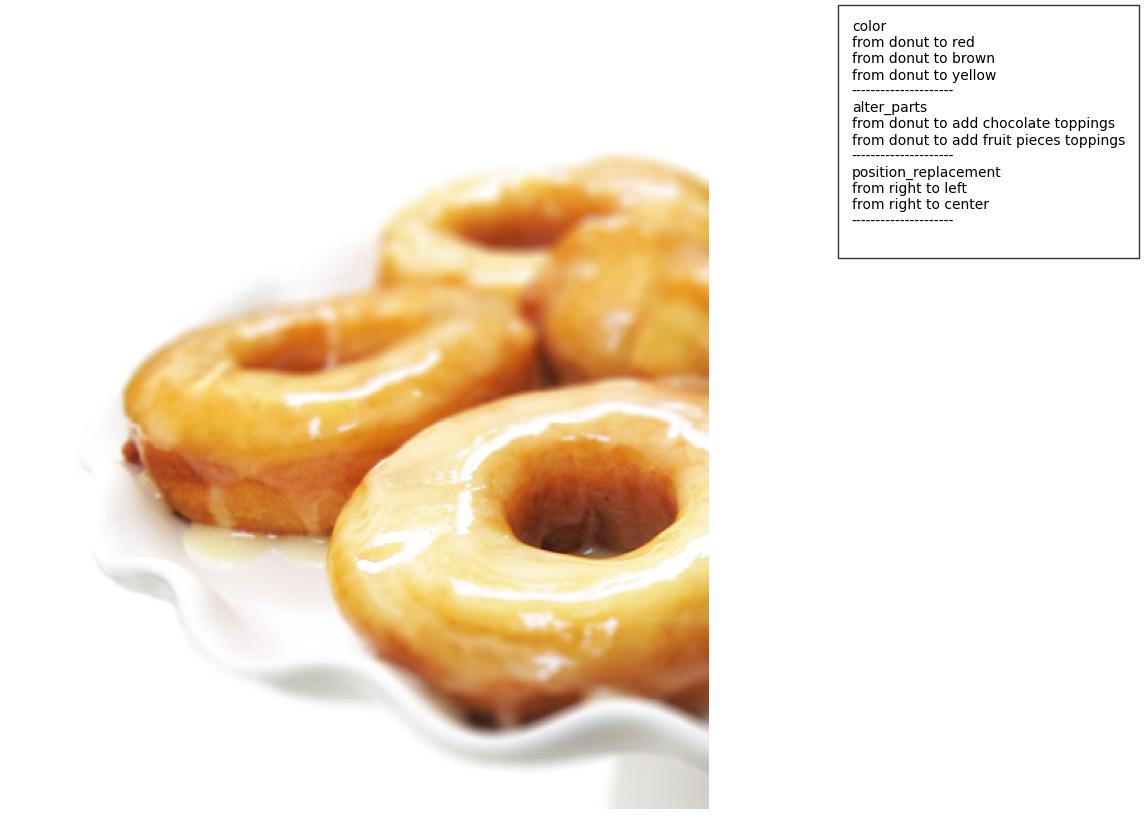 color
from donut to red
from donut to brown
from donut to yellow
---------------------
alter_parts
from donut to add chocolate toppings
from donut to add fruit pieces toppings
---------------------
position_replacement
from right to left
from right to center
---------------------